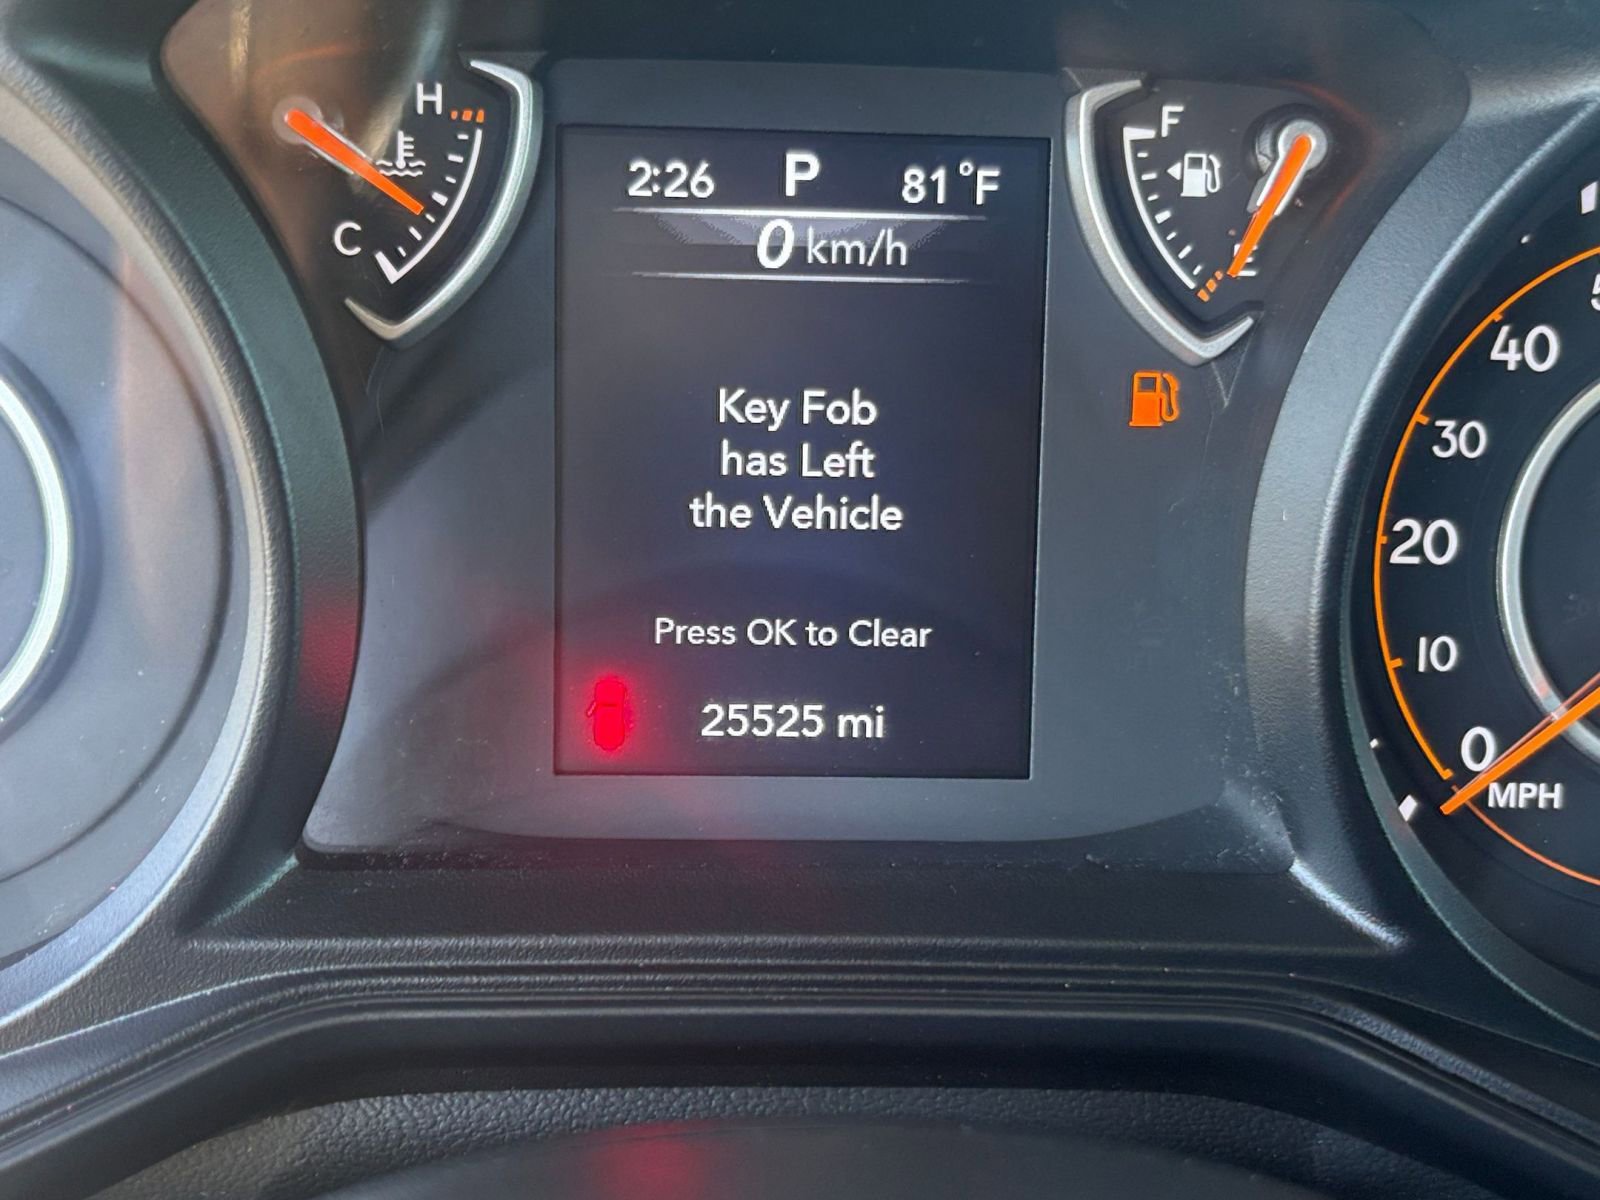 H
C
2:26 P 81°F
0 km/h
F
E
Key Fob
has Left
the Vehicle
Press OK to Clear
25525 mi
40
30
20
10
0
MPH